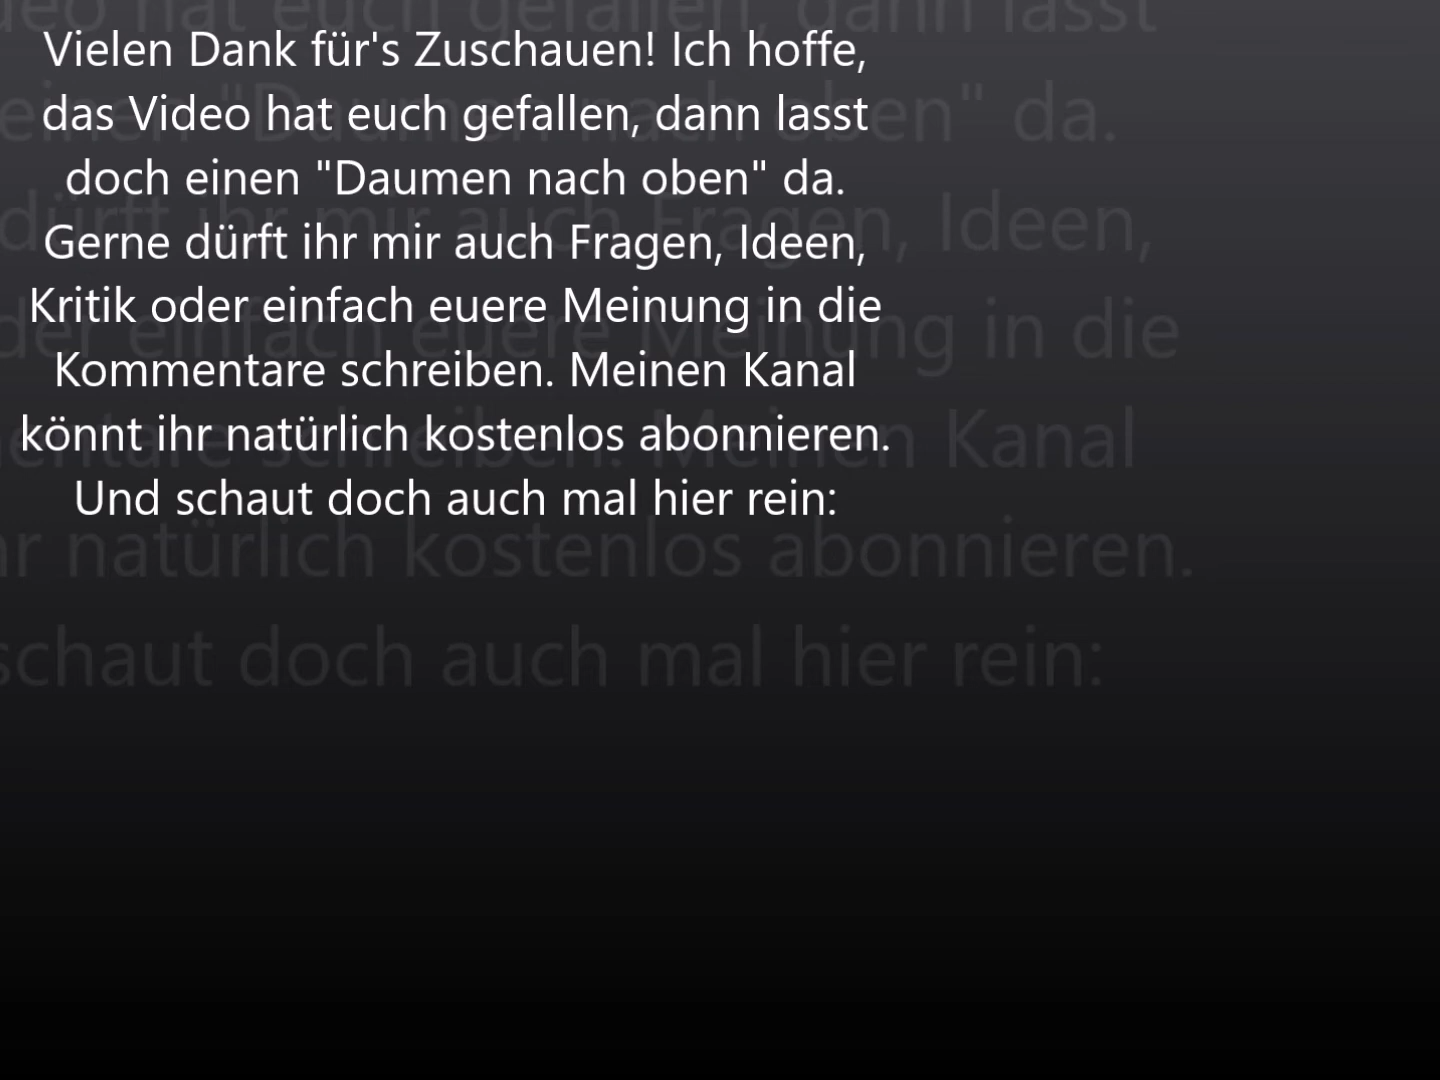 Vielen Dank für's Zuschauen! Ich hoffe,
das Video hat euch gefallen, dann lasst
doch einen "Daumen nach oben" da.
Gerne dürft ihr mir auch Fragen, Ideen,
Kritik oder einfach euere Meinung in die
Kommentare schreiben. Meinen Kanal
könnt ihr natürlich kostenlos abonnieren.
Und schaut doch auch mal hier rein: